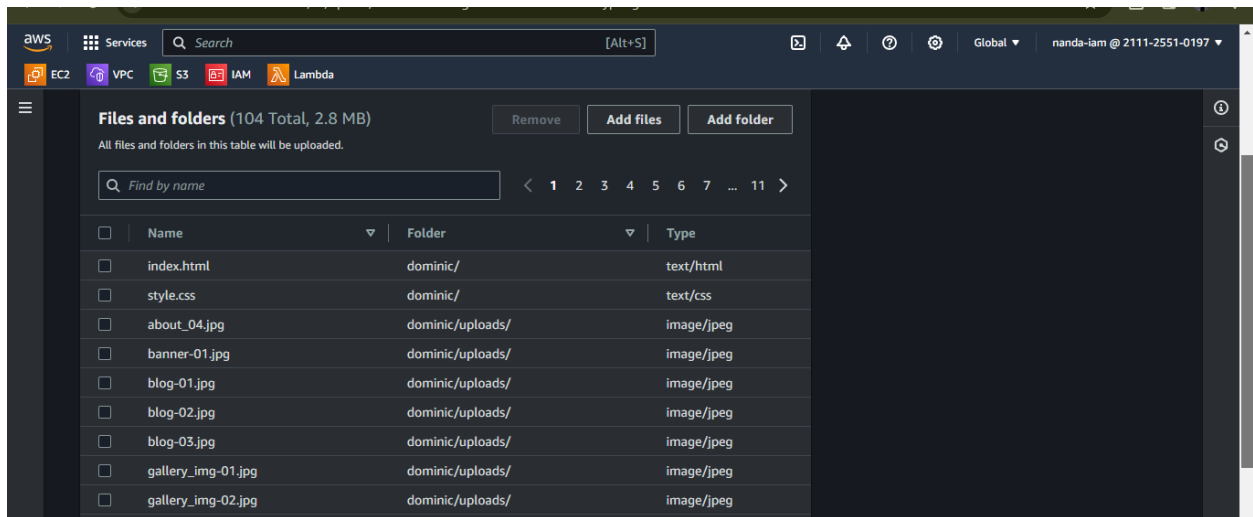 aws Services Search [Alt+S] Global nanda-iam @ 2111-2551-0197
EC2 VPC S3 IAM Lambda
Files and folders (104 Total, 2.8 MB) Remove Add files Add folder
All files and folders in this table will be uploaded.
Find by name 1 2 3 4 5 6 7 ... 11
Name Folder Type
index.html dominic/ text/html
style.css dominic/ text/css
about_04.jpg dominic/uploads/ image/jpeg
banner-01.jpg dominic/uploads/ image/jpeg
blog-01.jpg dominic/uploads/ image/jpeg
blog-02.jpg dominic/uploads/ image/jpeg
blog-03.jpg dominic/uploads/ image/jpeg
gallery_img-01.jpg dominic/uploads/ image/jpeg
gallery_img-02.jpg dominic/uploads/ image/jpeg